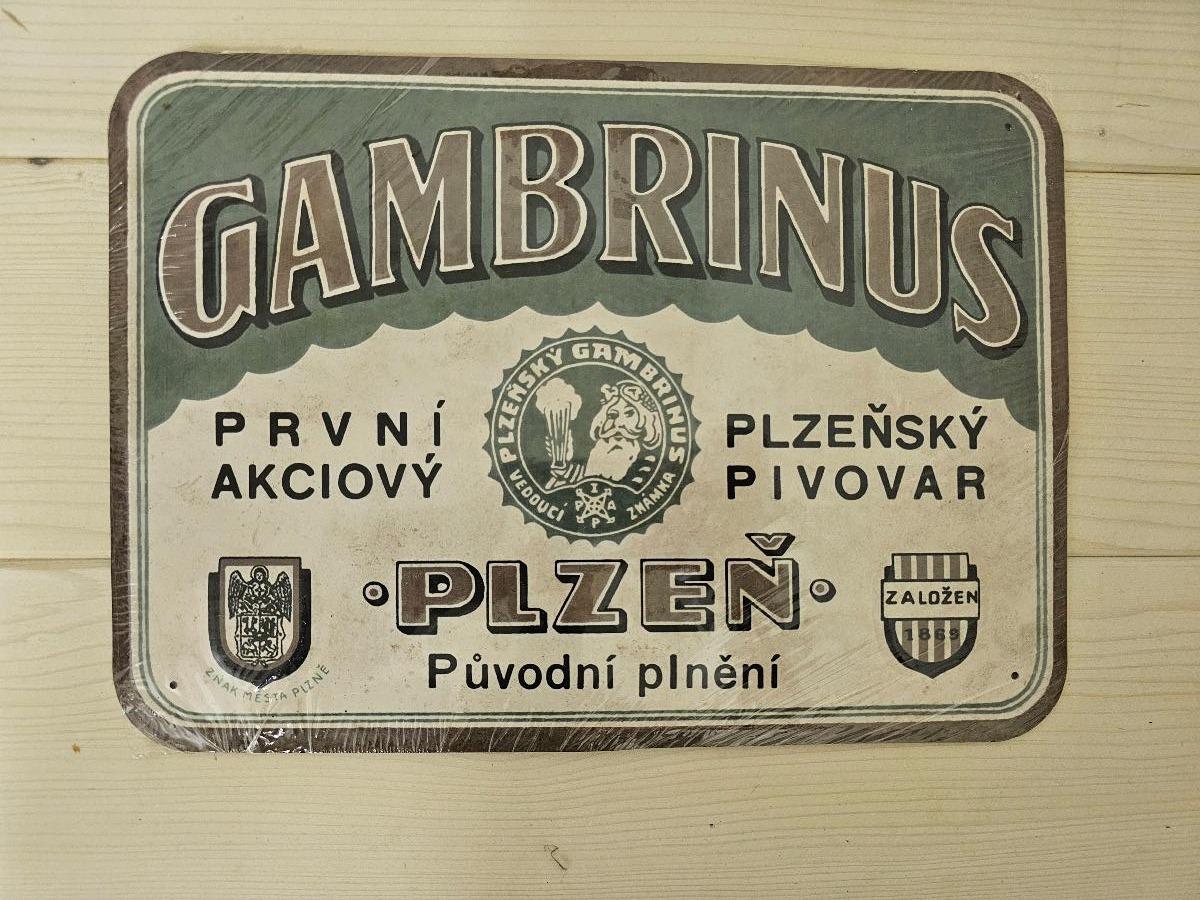 GAMBRINUS
PLZEŇSKÝ GAMBRINUS
VEDOUCÍ ZNÁMKA
I
P A
P
PRVNÍ
AKCIOVÝ
PLZEŇSKÝ
PIVOVAR
·PLZEŇ·
Původní plnění
ZNAK MĚSTA PLZNĚ
ZALOŽEN
1869